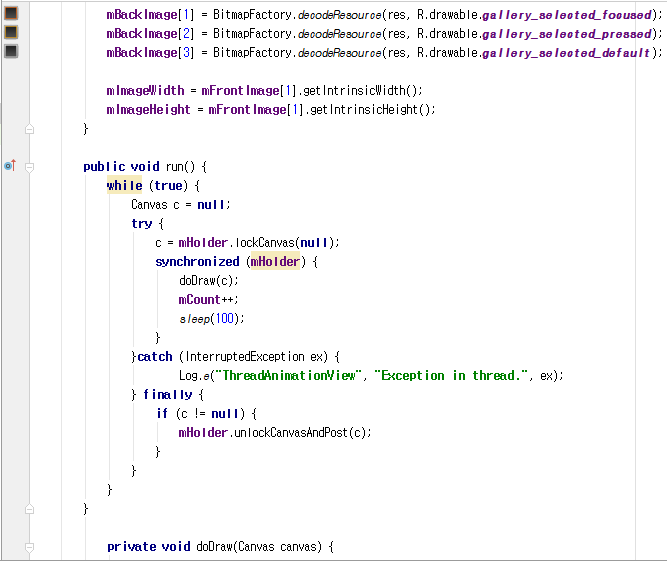 mBackImage[1] = BitmapFactory.decodeResource(res, R.drawable.gallery_selected_focused);
mBackImage[2] = BitmapFactory.decodeResource(res, R.drawable.gallery_selected_pressed);
mBackImage[3] = BitmapFactory.decodeResource(res, R.drawable.gallery_selected_default);
mImageWidth = mFrontImage[1].getIntrinsicWidth();
mImageHeight = mFrontImage[1].getIntrinsicHeight();
}
public void run() {
while (true) {
Canvas c = null;
try {
c = mHolder.lockCanvas(null);
synchronized (mHolder) {
doDraw(c);
mCount++;
sleep(100);
}
}catch (InterruptedException ex) {
Log.e("ThreadAnimationView", "Exception in thread.", ex);
} finally {
if (c != null) {
mHolder.unlockCanvasAndPost(c);
}
}
}
}
private void doDraw(Canvas canvas) {